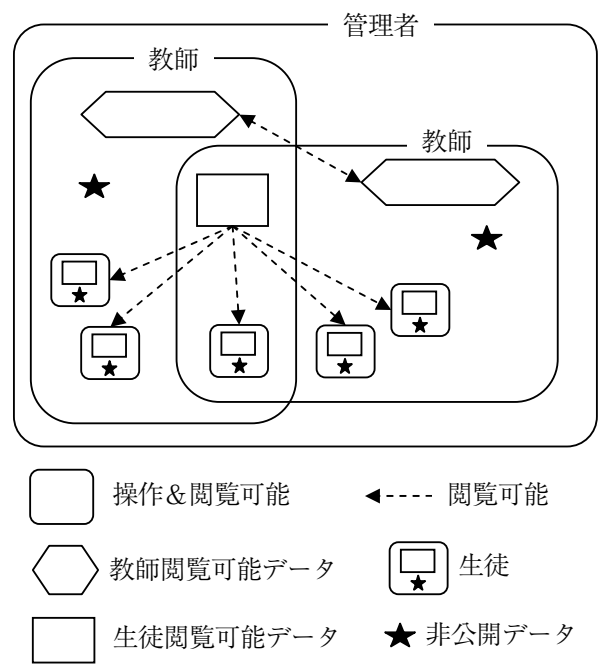 管理者
教師
教師
操作＆閲覧可能
閲覧可能
教師閲覧可能データ
生徒
生徒閲覧可能データ
非公開データ